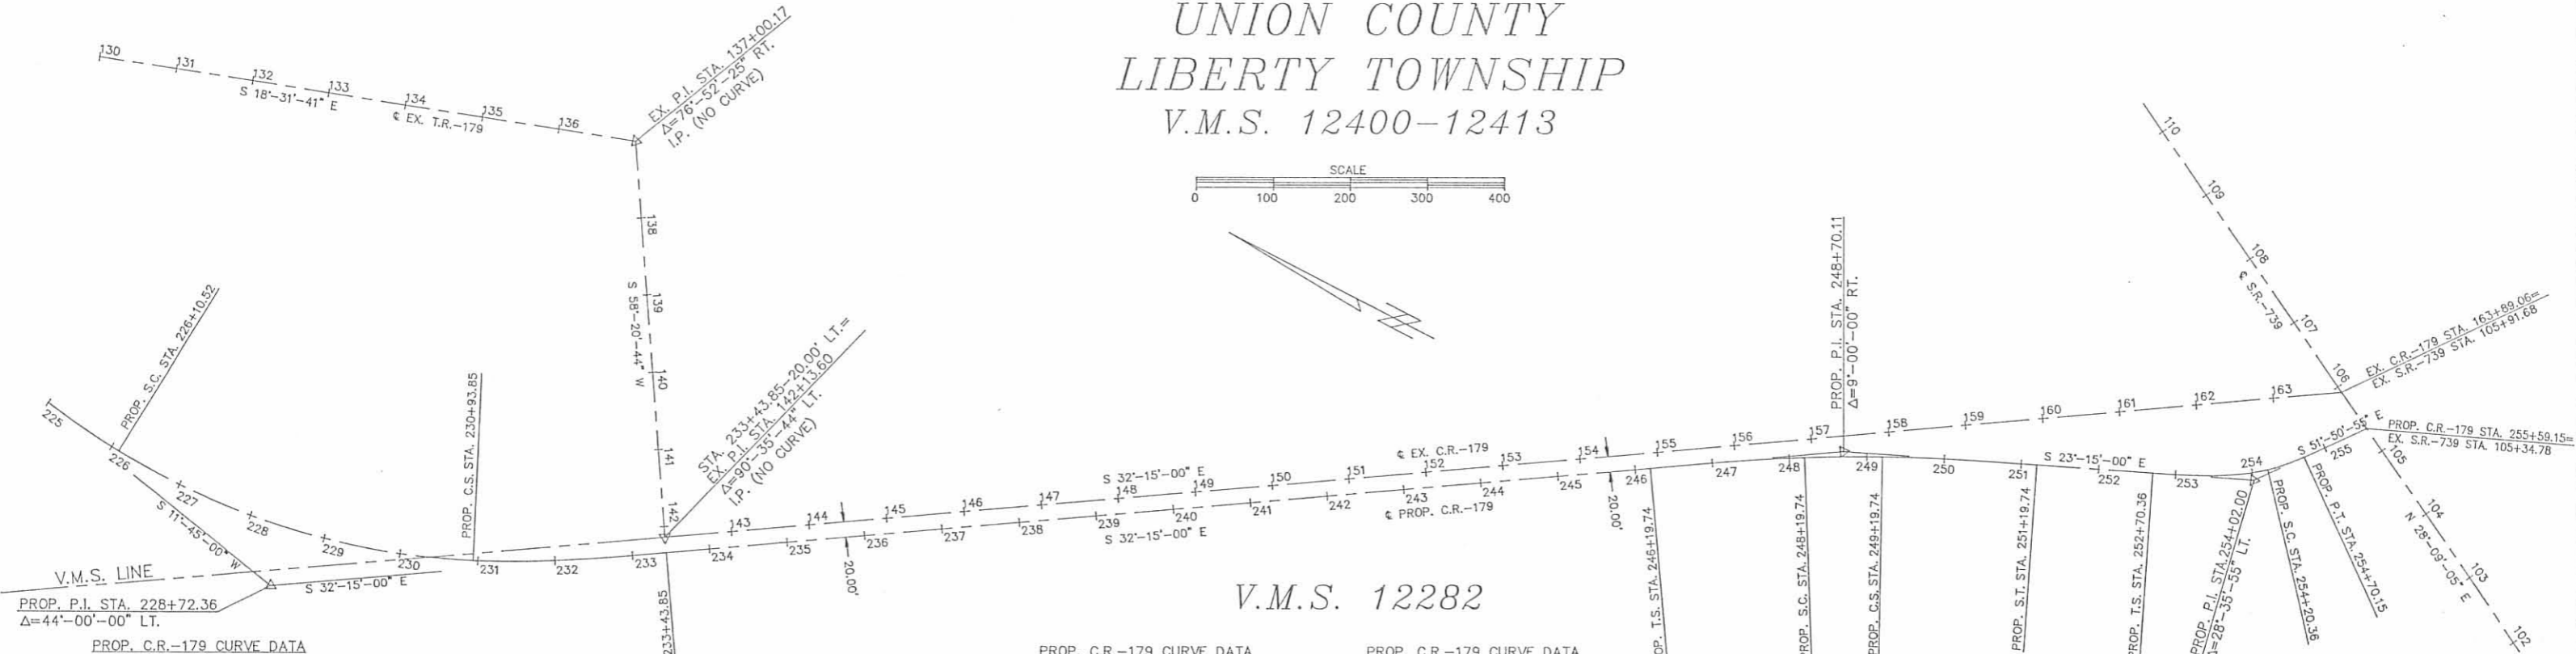 UNION COUNTY
LIBERTY TOWNSHIP
V.M.S. 12400-12413
SCALE
0 100 200 300 400
130 131 132 133 134 135 136
S 18°-31'-41" E
℄ EX. T.R.-179
EX. P.I. STA. 137+00.17
Δ=76°-52'-25" RT.
I.P. (NO CURVE)
138 139 140 141 142
S 58°-20'-44" W
STA. 233+43.85-20.00' LT.=
EX. P.I. STA. 142+13.60
Δ=90°-35'-44" LT.
I.P. (NO CURVE)
PROP. S.C. STA. 226+10.52
225 226 227 228 229 230 231 232 233 234 235 236 237 238 239 240 241 242 243 244 245 246 247 248 249 250 251 252 253 254 255
S 11°-45'-00" W
PROP. C.S. STA. 230+93.85
V.M.S. LINE
S 32°-15'-00" E
PROP. P.I. STA. 228+72.36
Δ=44°-00'-00" LT.
PROP. C.R.-179 CURVE DATA
233+43.85
143 144 145 146 147 148 149 150 151 152 153 154 155 156 157 158 159 160 161 162 163
S 32°-15'-00" E
℄ EX. C.R.-179
S 32°-15'-00" E
℄ PROP. C.R.-179
20.00'
20.00'
V.M.S. 12282
PROP. C.R.-179 CURVE DATA
PROP. C.R.-179 CURVE DATA
PROP. P.I. STA. 248+70.11
Δ=9°-00'-00" RT.
PROP. T.S. STA. 246+19.74
PROP. S.C. STA. 248+19.74
PROP. C.S. STA. 249+19.74
PROP. S.T. STA. 251+19.74
S 23°-15'-00" E
PROP. T.S. STA. 252+70.36
PROP. P.I. STA. 254+02.00
Δ=28°-35'-55" LT.
PROP. S.C. STA. 254+20.36
PROP. P.T. STA. 254+70.15
S 51°-50'-55" E
110 109 108 107 106 105 104 103 102
℄ S.R.-739
EX. C.R.-179 STA. 163+89.06=
EX. S.R.-739 STA. 105+91.68
PROP. C.R.-179 STA. 255+59.15=
EX. S.R.-739 STA. 105+34.78
N 28°-09'-05" E